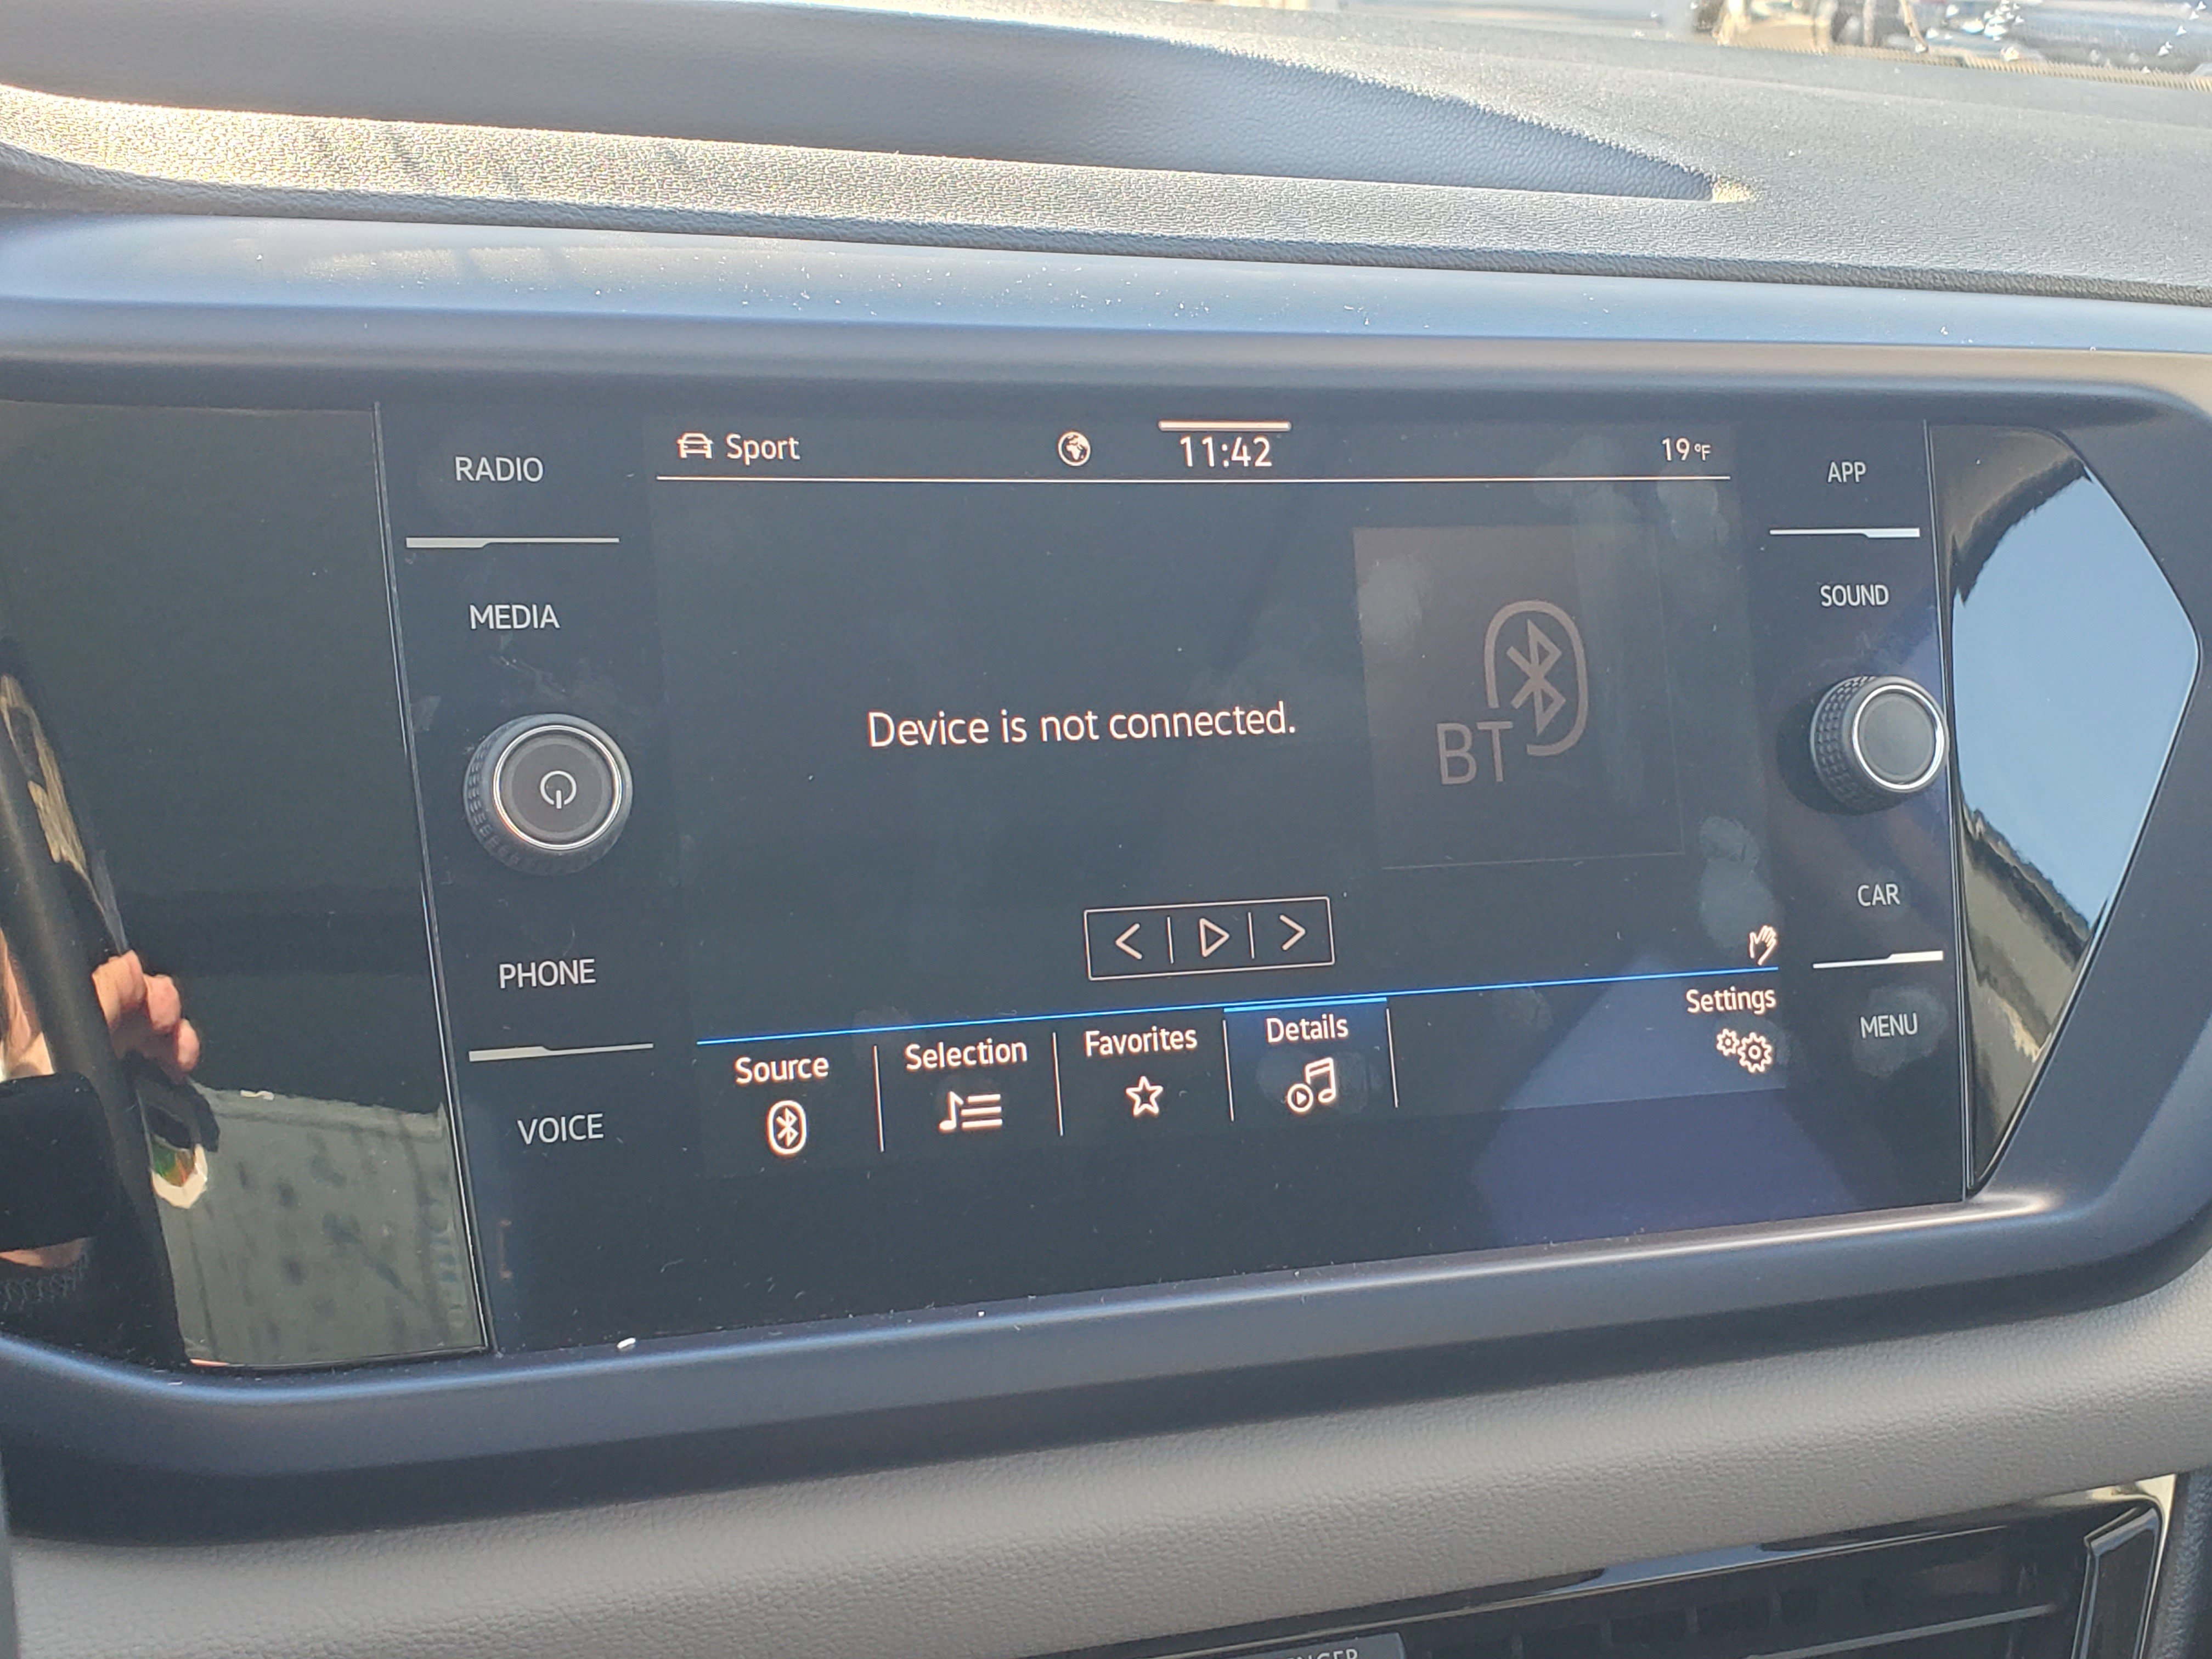 RADIO
MEDIA
PHONE
VOICE
Sport
11:42
19°F
Device is not connected.
BT
Source
Selection
Favorites
Details
Settings
APP
SOUND
CAR
MENU